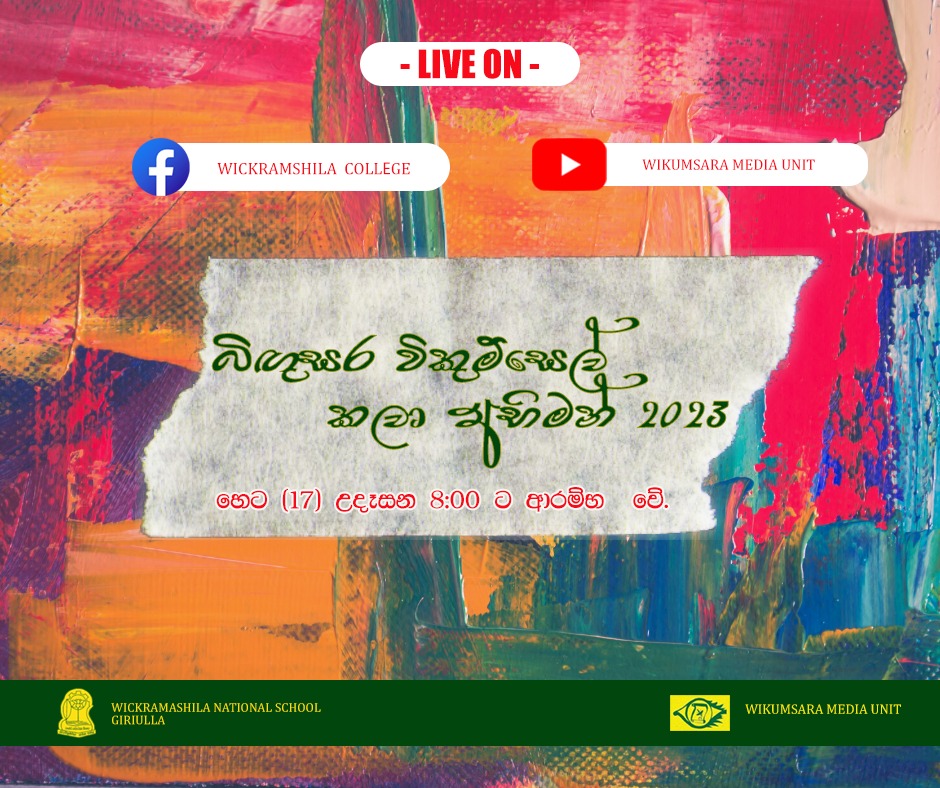 - LIVE ON -
WICKRAMSHILA COLLEGE
WIKUMSARA MEDIA UNIT
බිඟුසර විකුම්සෙල්
කලා අභිමන් 2023
හෙට (17) උදෑසන 8:00 ට ආරම්භ වේ.
WICKRAMASHILA NATIONAL SCHOOL
GIRIULLA
WIKUMSARA MEDIA UNIT